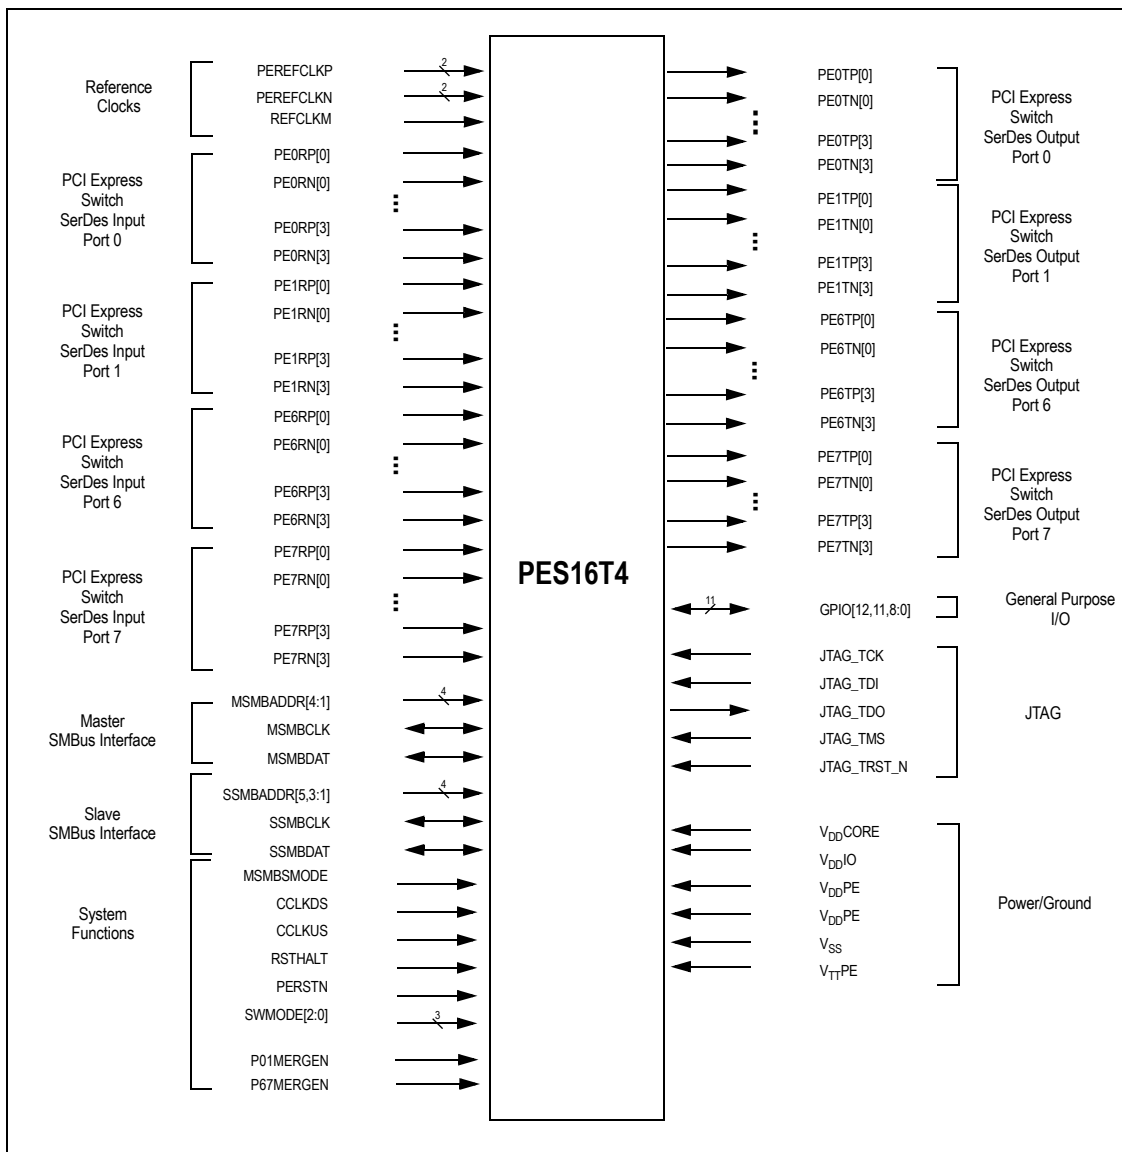 Reference
Clocks
PEREFCLKP
2
PEREFCLKN
2
REFCLKM
PCI Express
Switch
SerDes Input
Port 0
PE0RP[0]
PE0RN[0]
PE0RP[3]
PE0RN[3]
PCI Express
Switch
SerDes Input
Port 1
PE1RP[0]
PE1RN[0]
PE1RP[3]
PE1RN[3]
PCI Express
Switch
SerDes Input
Port 6
PE6RP[0]
PE6RN[0]
PE6RP[3]
PE6RN[3]
PCI Express
Switch
SerDes Input
Port 7
PE7RP[0]
PE7RN[0]
PE7RP[3]
PE7RN[3]
Master
SMBus Interface
MSMBADDR[4:1]
4
MSMBCLK
MSMBDAT
Slave
SMBus Interface
SSMBADDR[5,3:1]
4
SSMBCLK
SSMBDAT
System
Functions
MSMBSMODE
CCLKDS
CCLKUS
RSTHALT
PERSTN
SWMODE[2:0]
3
P01MERGEN
P67MERGEN
PES16T4
PE0TP[0]
PE0TN[0]
PE0TP[3]
PE0TN[3]
PCI Express
Switch
SerDes Output
Port 0
PE1TP[0]
PE1TN[0]
PE1TP[3]
PE1TN[3]
PCI Express
Switch
SerDes Output
Port 1
PE6TP[0]
PE6TN[0]
PE6TP[3]
PE6TN[3]
PCI Express
Switch
SerDes Output
Port 6
PE7TP[0]
PE7TN[0]
PE7TP[3]
PE7TN[3]
PCI Express
Switch
SerDes Output
Port 7
11
GPIO[12,11,8:0]
General Purpose
I/O
JTAG_TCK
JTAG_TDI
JTAG_TDO
JTAG_TMS
JTAG_TRST_N
JTAG
VDDCORE
VDDIO
VDDPE
VDDPE
VSS
VTTPE
Power/Ground